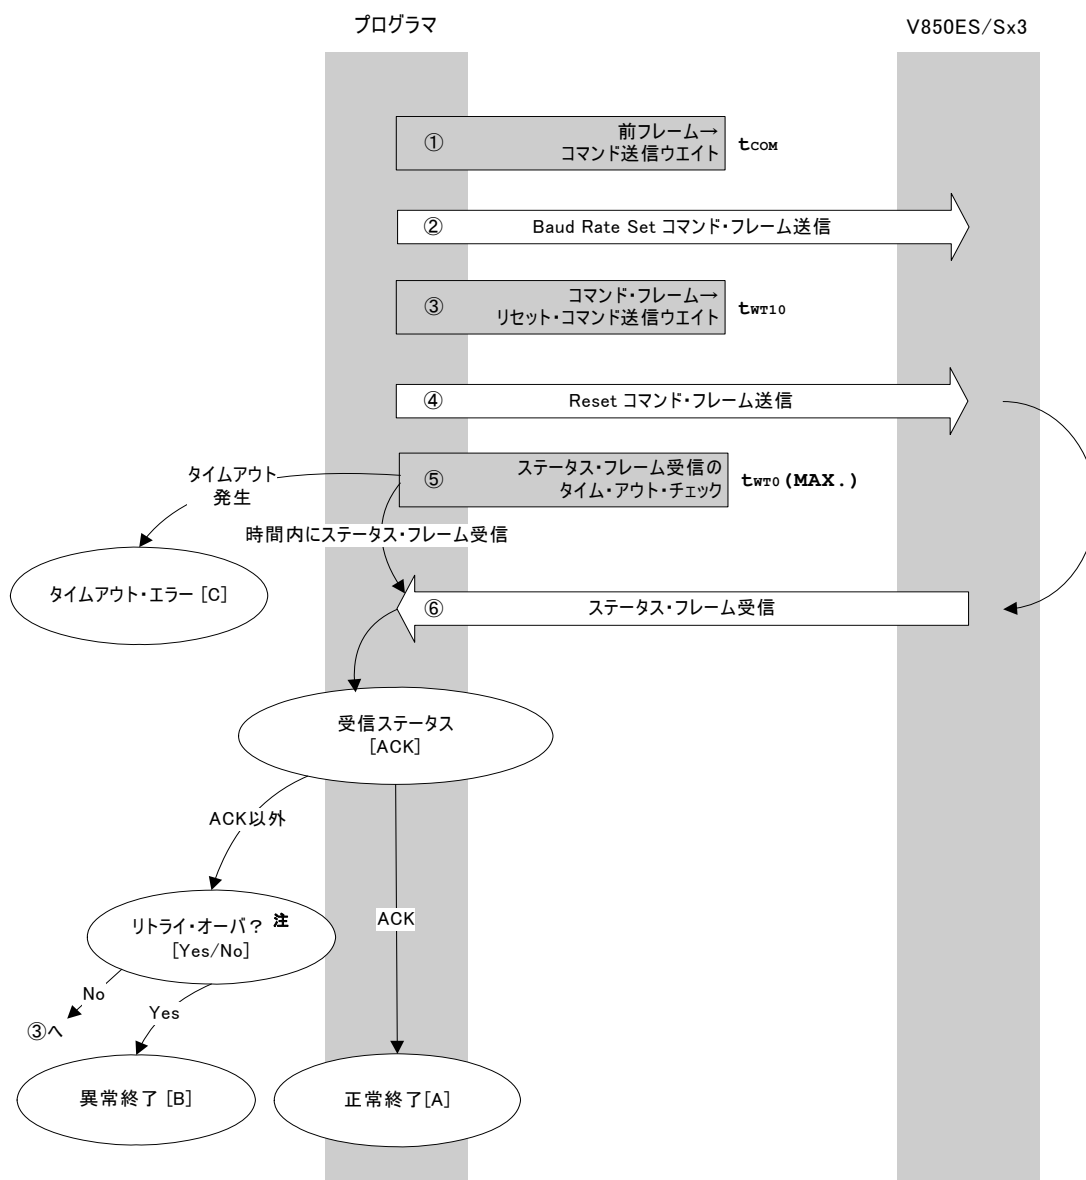 プログラマ
V850ES/Sx3
① 前フレーム→
コマンド送信ウエイト
tCOM
② Baud Rate Set コマンド・フレーム送信
③ コマンド・フレーム→
リセット・コマンド送信ウエイト
tWT10
④ Reset コマンド・フレーム送信
⑤ ステータス・フレーム受信の
タイム・アウト・チェック
tWT0(MAX.)
タイムアウト
発生
時間内にステータス・フレーム受信
タイムアウト・エラー [C]
⑥ ステータス・フレーム受信
受信ステータス
[ACK]
ACK以外
ACK
リトライ・オーバ? 注
[Yes/No]
No
Yes
③へ
異常終了 [B]
正常終了[A]